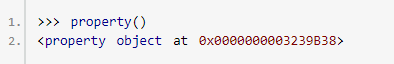 1. >>> property()
2. <property object at 0x0000000003239B38>